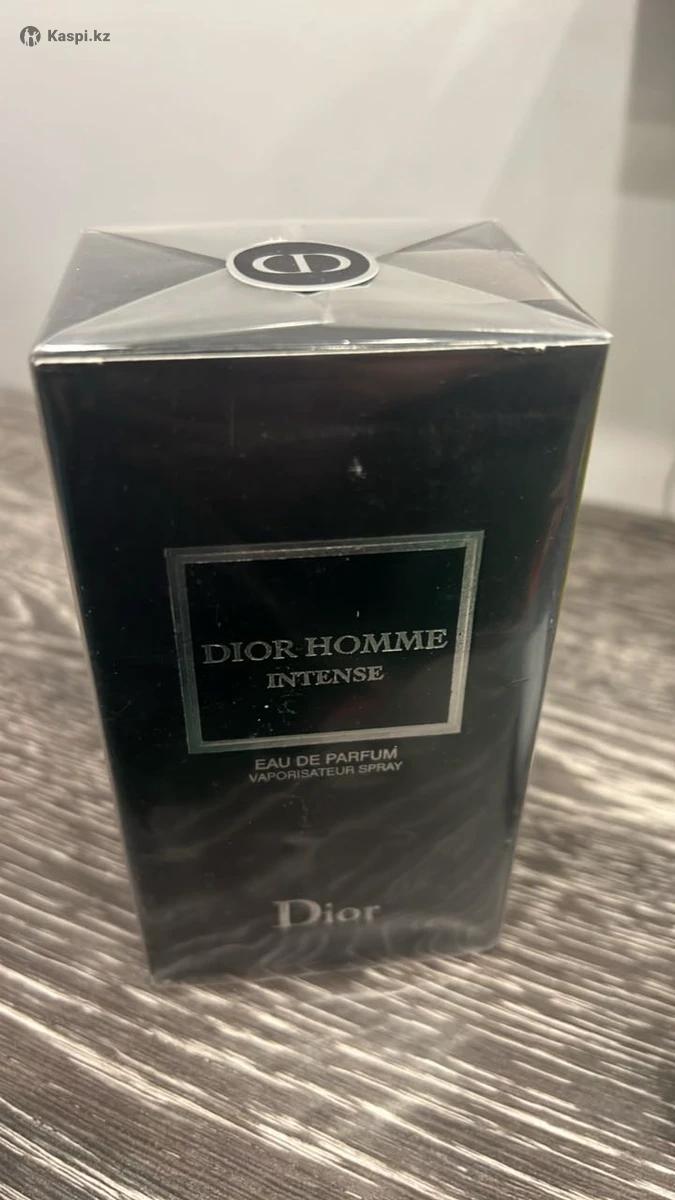 Kaspi.kz
DIOR HOMME
INTENSE
EAU DE PARFUM
VAPORISATEUR SPRAY
Dior